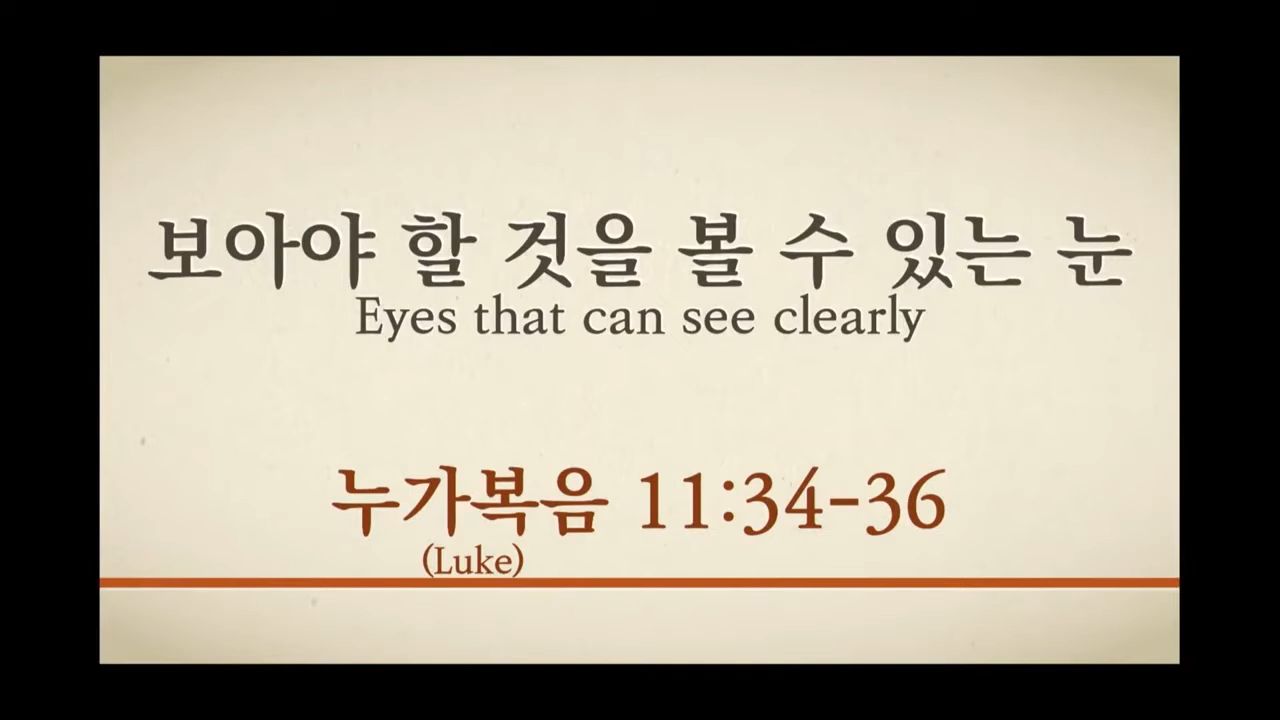 보아야 할 것을 볼 수 있는 눈
Eyes that can see clearly
누가복음 11:34-36
(Luke)